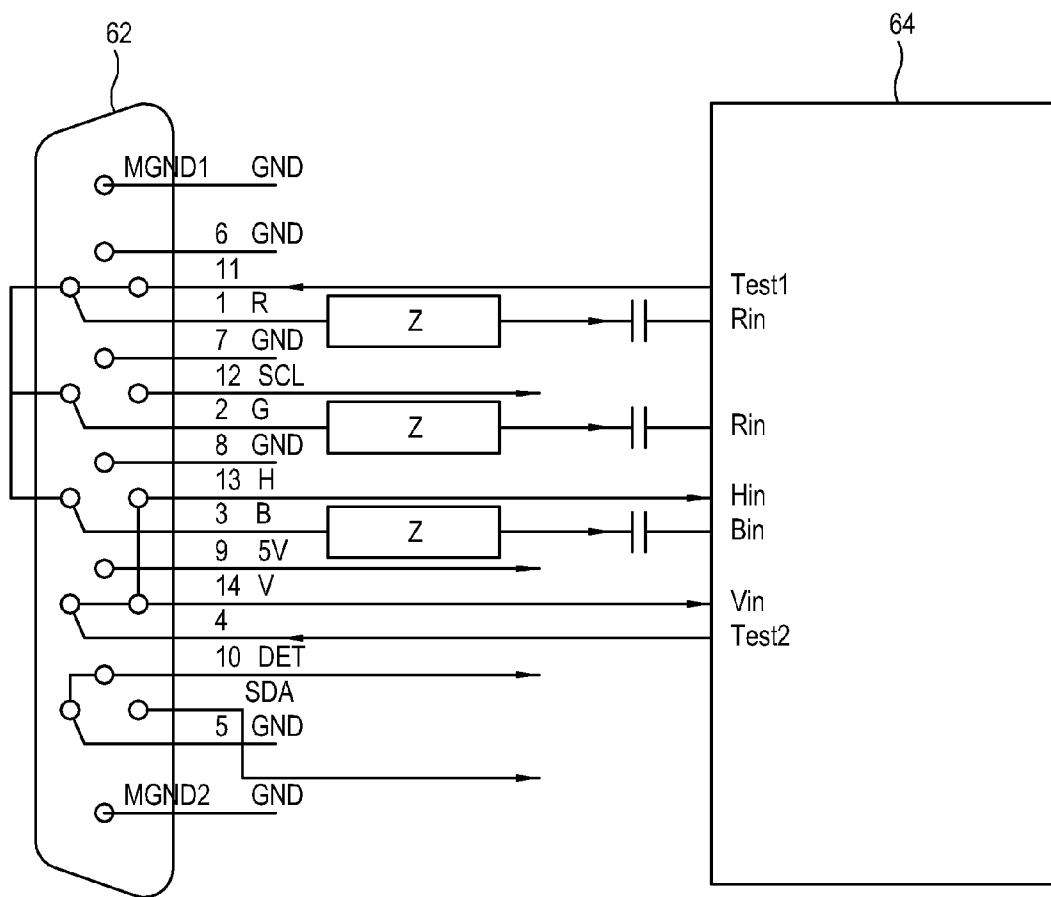 62
64
MGND1 GND
6 GND
11
Test1
1 R
Z
Rin
7 GND
12 SCL
2 G
Z
Rin
8 GND
13 H
Hin
3 B
Z
Bin
9 5V
14 V
Vin
4
Test2
10 DET
SDA
5 GND
MGND2 GND